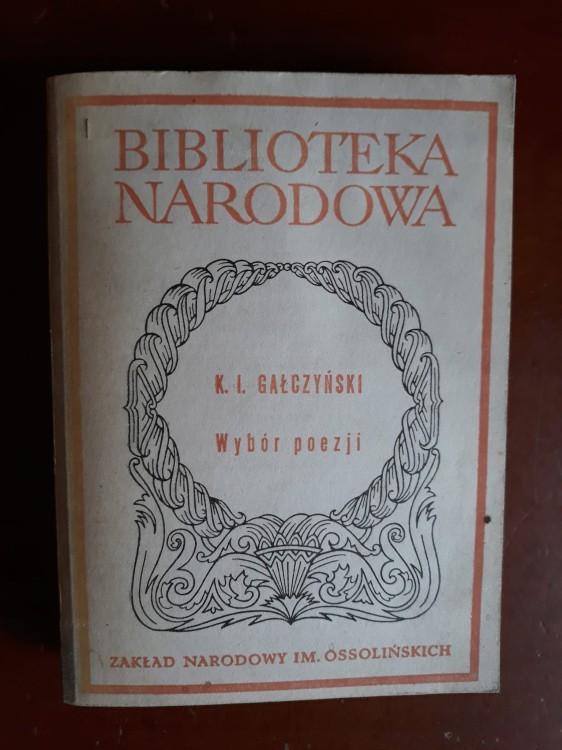 BIBLIOTEKA
NARODOWA
K. I. GAŁCZYŃSKI
Wybór poezji
ZAKŁAD NARODOWY IM. OSSOLIŃSKICH